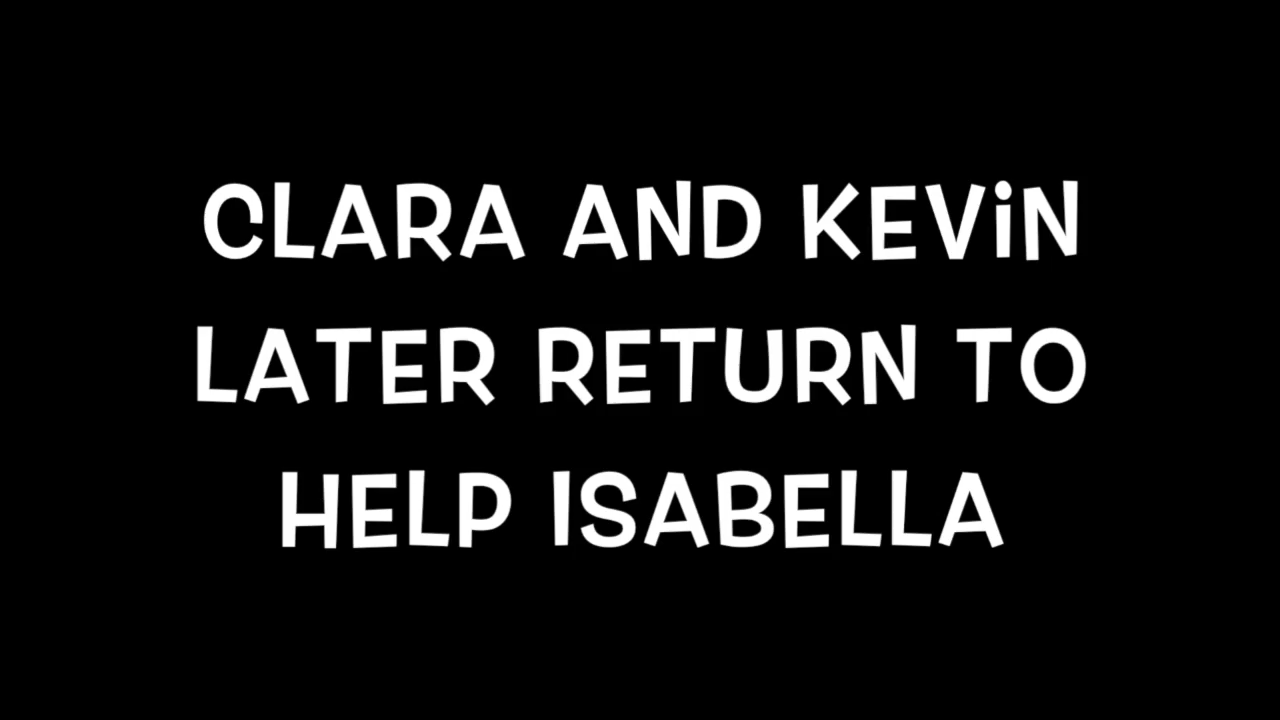 CLARA AND KEViN
LATER RETURN TO
HELP ISABELLA